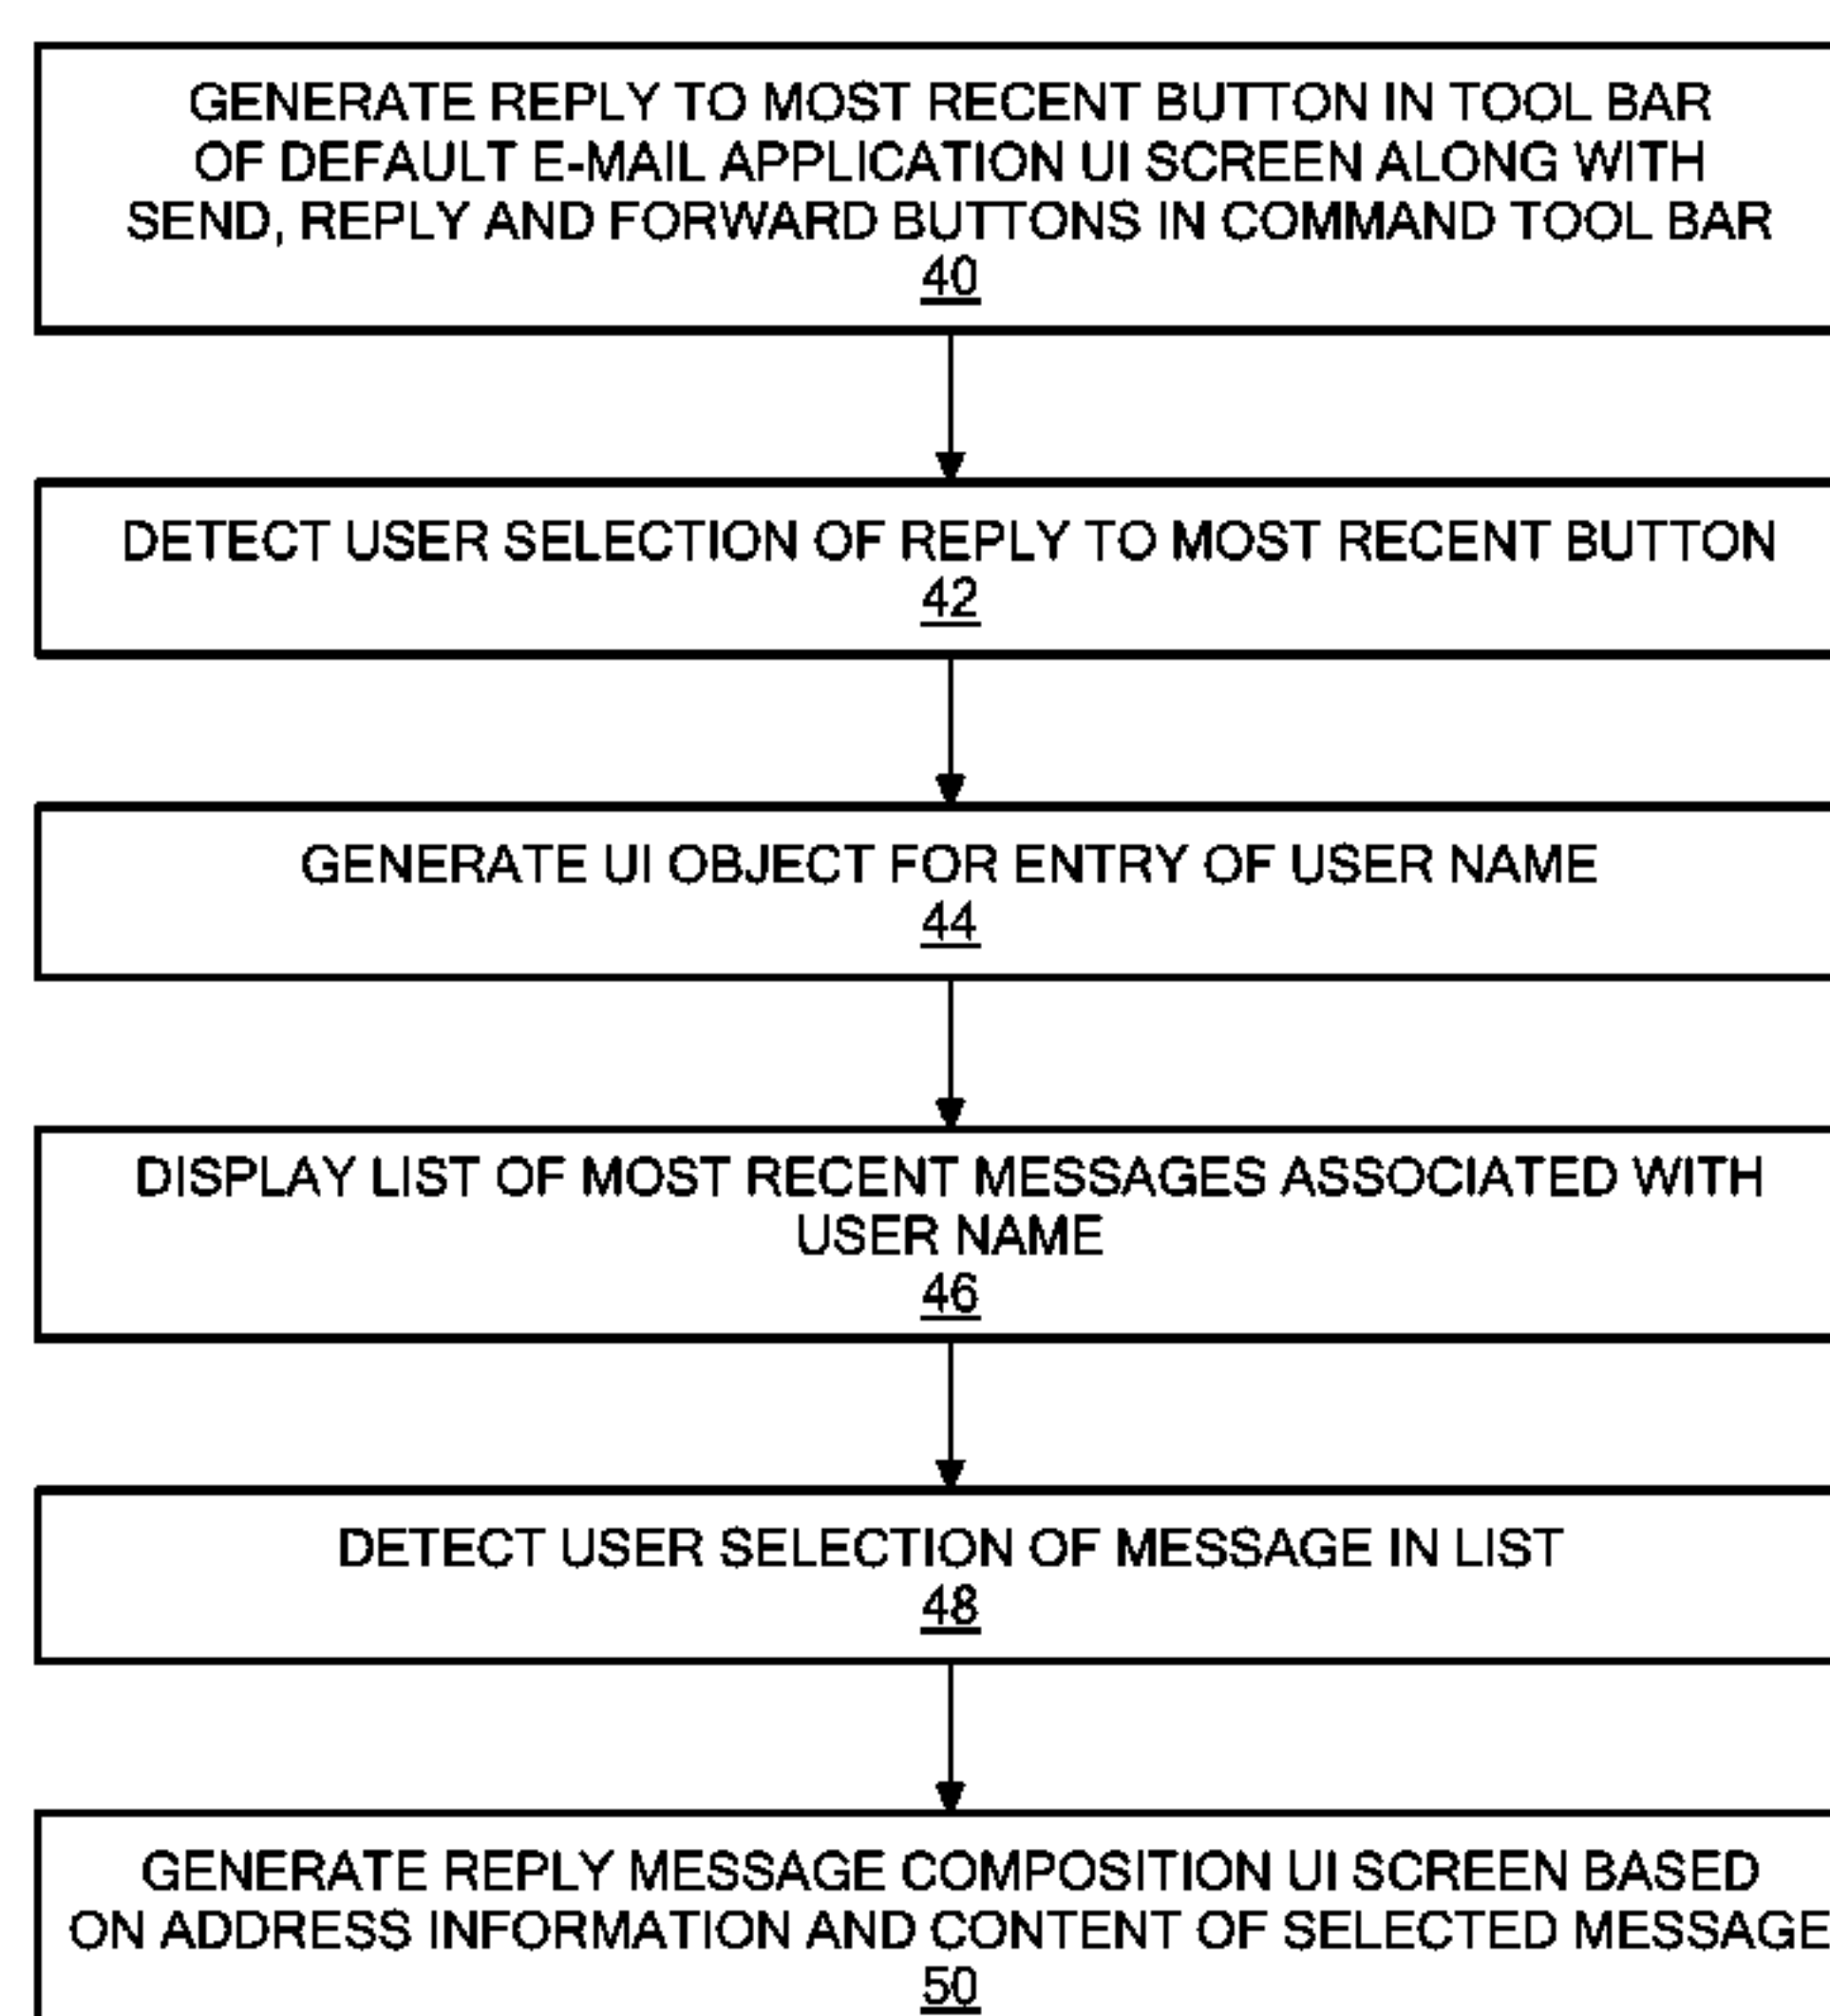 GENERATE REPLY TO MOST RECENT BUTTON IN TOOL BAR
OF DEFAULT E-MAIL APPLICATION UI SCREEN ALONG WITH
SEND, REPLY AND FORWARD BUTTONS IN COMMAND TOOL BAR
40
DETECT USER SELECTION OF REPLY TO MOST RECENT BUTTON
42
GENERATE UI OBJECT FOR ENTRY OF USER NAME
44
DISPLAY LIST OF MOST RECENT MESSAGES ASSOCIATED WITH
USER NAME
46
DETECT USER SELECTION OF MESSAGE IN LIST
48
GENERATE REPLY MESSAGE COMPOSITION UI SCREEN BASED
ON ADDRESS INFORMATION AND CONTENT OF SELECTED MESSAGE
50